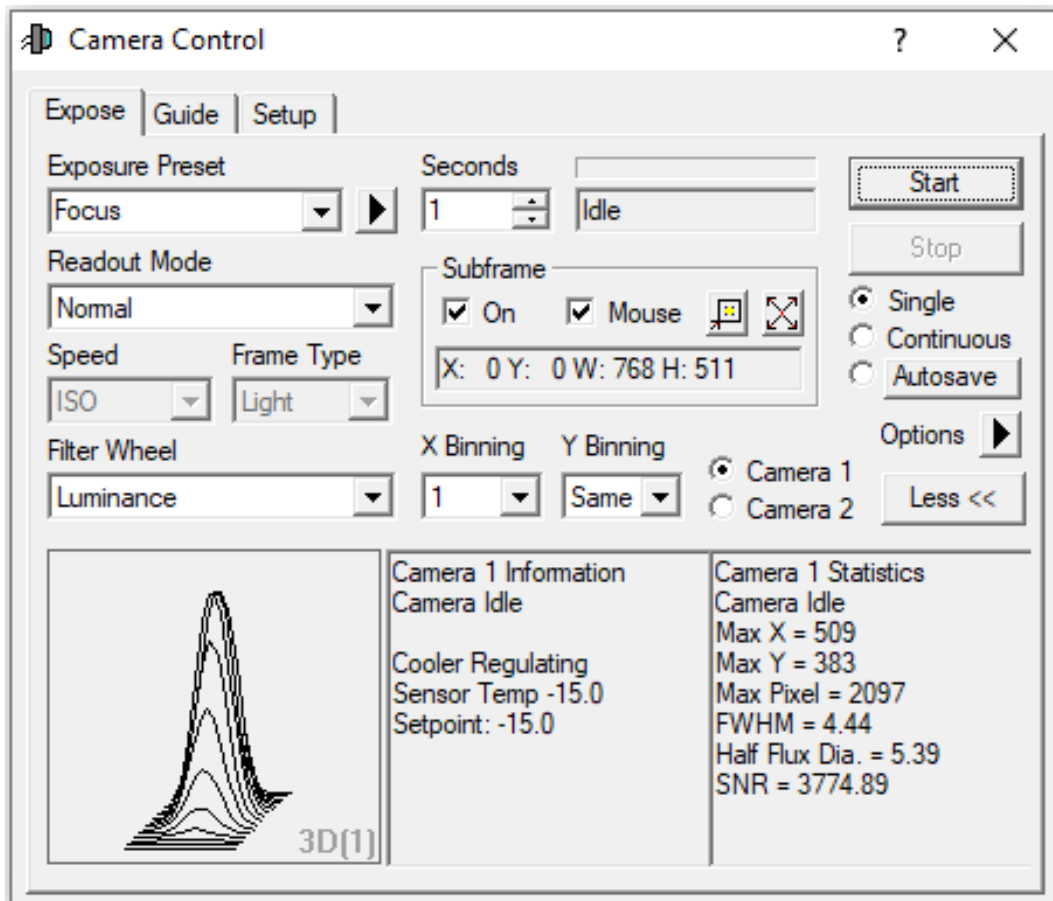 Camera Control
Expose Guide Setup
Exposure Preset
Focus
Seconds
1
Idle
Start
Stop
Readout Mode
Normal
Subframe
On Mouse
X: 0 Y: 0 W: 768 H: 511
Single
Continuous
Autosave
Speed Frame Type
ISO Light
Options
Filter Wheel
Luminance
X Binning Y Binning
1 Same
Camera 1
Camera 2
Less <<
3D(1)
Camera 1 Information
Camera Idle
Cooler Regulating
Sensor Temp -15.0
Setpoint: -15.0
Camera 1 Statistics
Camera Idle
Max X = 509
Max Y = 383
Max Pixel = 2097
FWHM = 4.44
Half Flux Dia. = 5.39
SNR = 3774.89